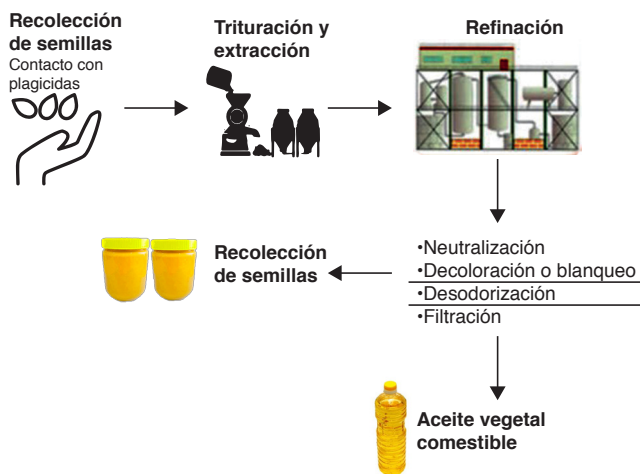 Recolección
de semillas
Contacto con
plagicidas
Trituración y
extracción
Refinación
•Neutralización
•Decoloración o blanqueo
•Desodorización
•Filtración
Recolección
de semillas
Aceite vegetal
comestible